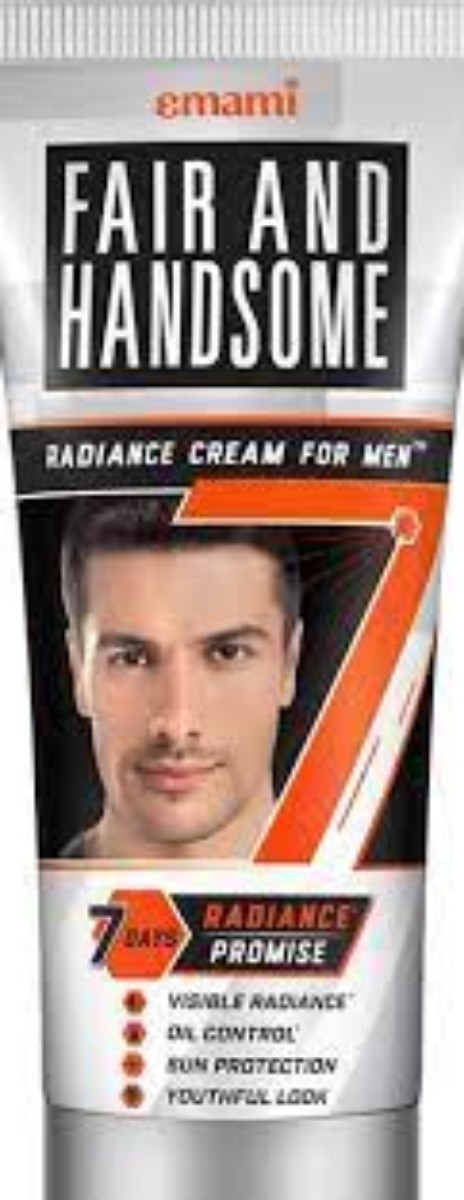 emami
FAIR AND
HANDSOME
RADIANCE CREAM FOR MEN™
7
7 DAYS
RADIANCE*
PROMISE
VISIBLE RADIANCE*
OIL CONTROL
SUN PROTECTION
YOUTHFUL LOOK